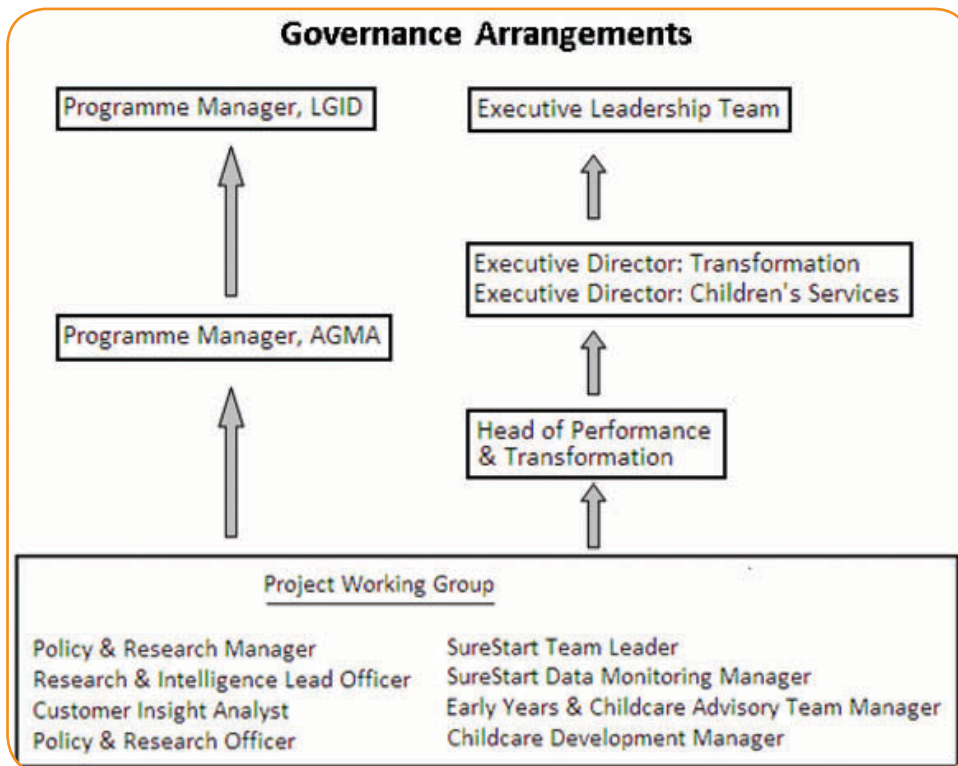 Governance Arrangements
Programme Manager, LGID
Executive Leadership Team
Executive Director: Transformation
Executive Director: Children's Services
Programme Manager, AGMA
Head of Performance
& Transformation
Project Working Group
Policy & Research Manager
Research & Intelligence Lead Officer
Customer Insight Analyst
Policy & Research Officer
SureStart Team Leader
SureStart Data Monitoring Manager
Early Years & Childcare Advisory Team Manager
Childcare Development Manager